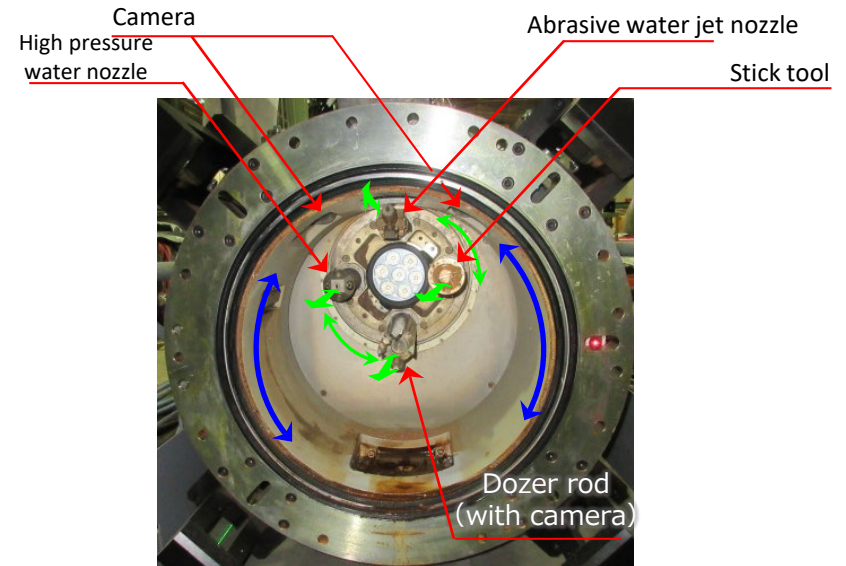 Camera
High pressure
water nozzle
Abrasive water jet nozzle
Stick tool
Dozer rod
(with camera)